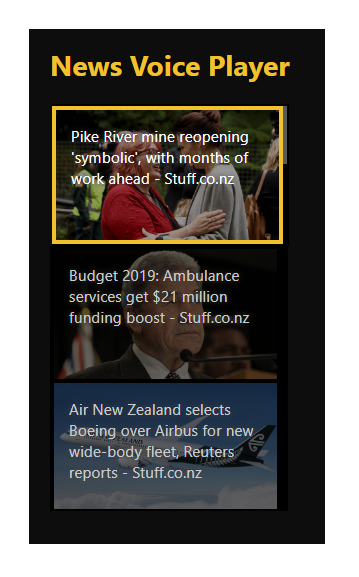 News Voice Player
Pike River mine reopening
'symbolic', with months of
work ahead - Stuff.co.nz
Budget 2019: Ambulance
services get $21 million
funding boost - Stuff.co.nz
Air New Zealand selects
Boeing over Airbus for new
wide-body fleet, Reuters
reports - Stuff.co.nz